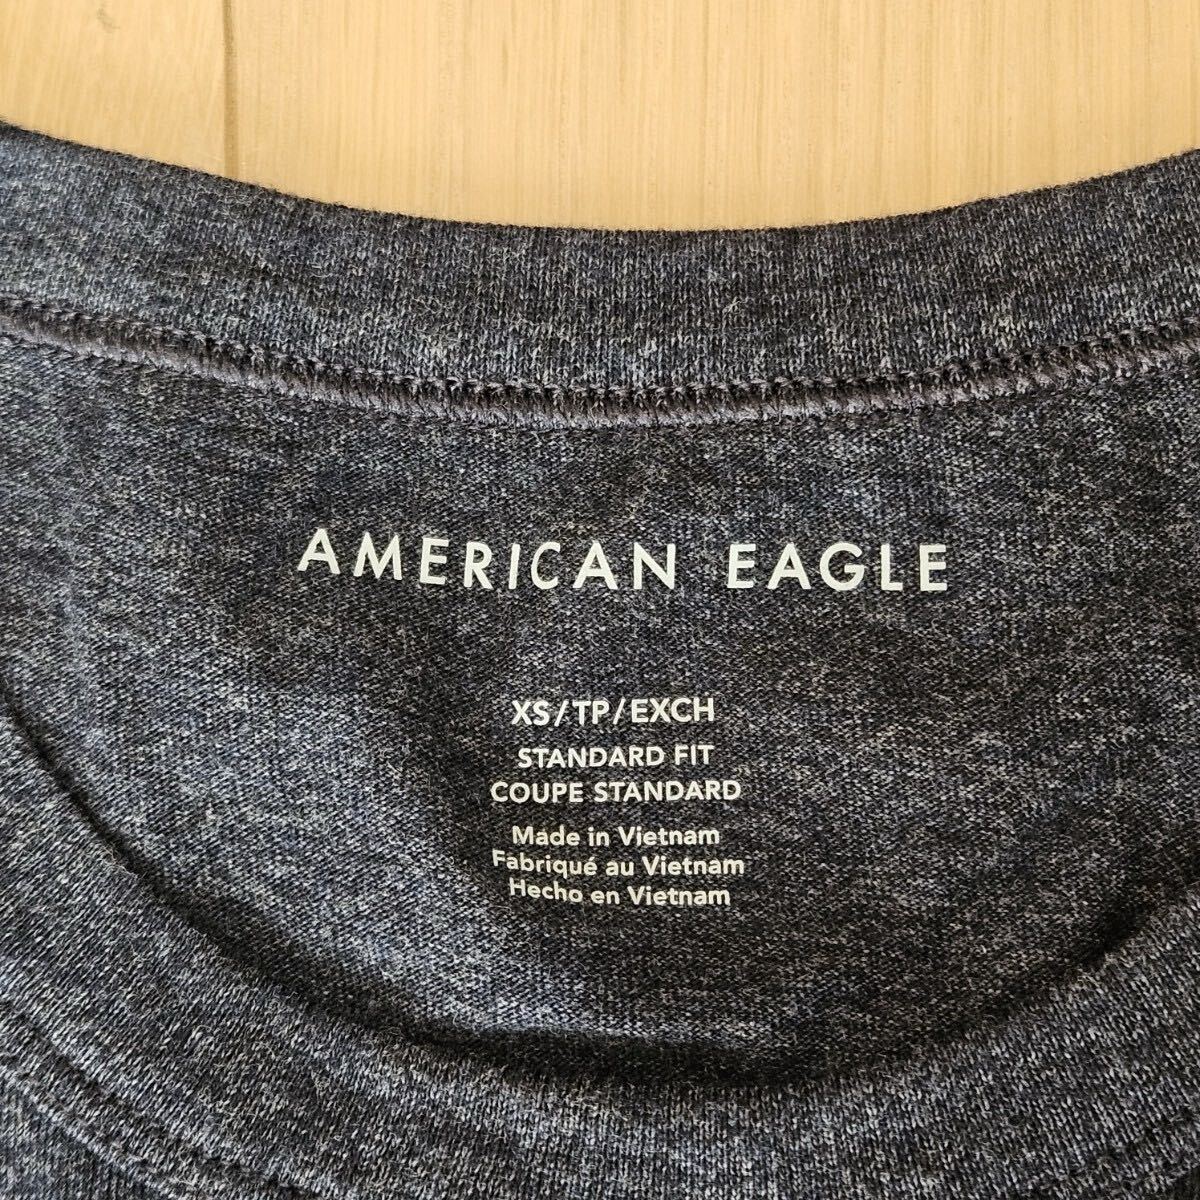 AMERICAN EAGLE
XS/TP/EXCH
STANDARD FIT
COUPE STANDARD
Made in Vietnam
Fabriqué au Vietnam
Hecho en Vietnam